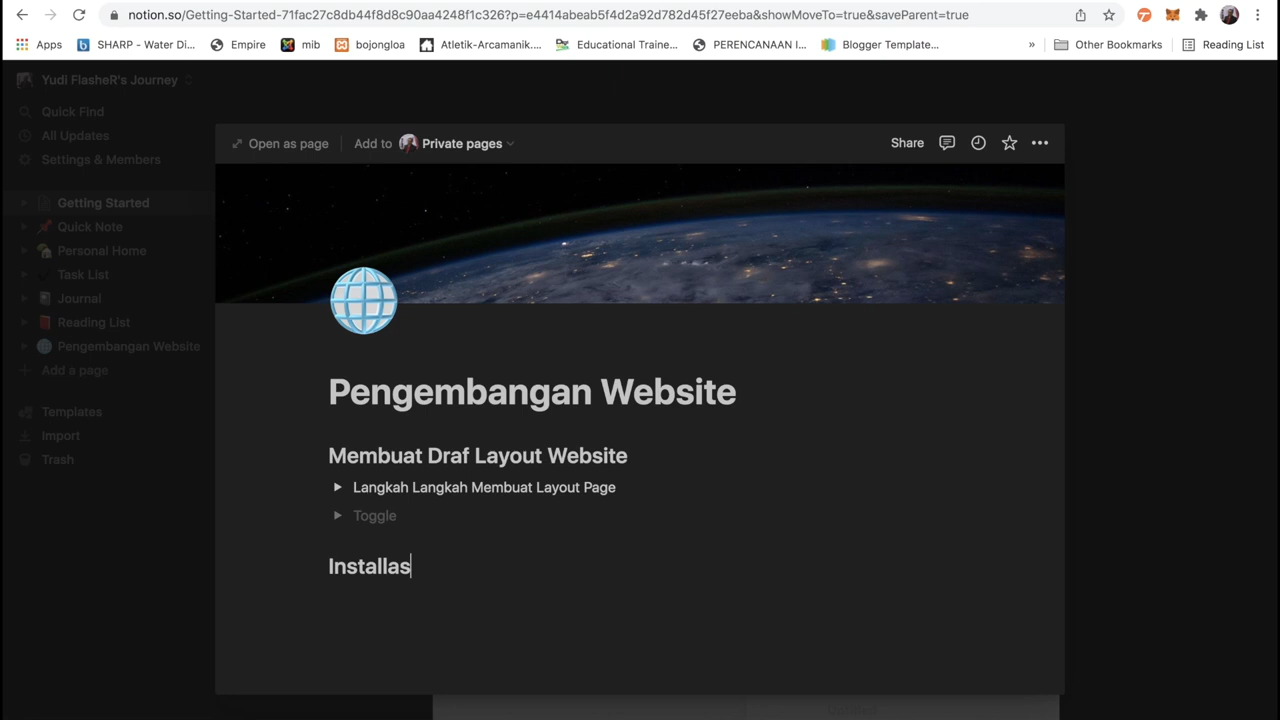 notion.so/Getting-Started-71fac27c8db44f8d8c90aa4248f1c326?p=e4414abeab5f4d2a92d782d45f27eeba&showMoveTo=true&saveParent=true
Apps SHARP - Water Di... Empire mib bojongloa Atletik-Arcamanik.... Educational Traine... PERENCANAAN I... Blogger Template... » Other Bookmarks Reading List
Yudi FlasheR's Journey
Quick Find
All Updates
Settings & Members
Getting Started
Quick Note
Personal Home
Task List
Journal
Reading List
Pengembangan Website
Add a page
Templates
Import
Trash
Open as page Add to Private pages Share
Pengembangan Website
Membuat Draf Layout Website
Langkah Langkah Membuat Layout Page
Toggle
Installas